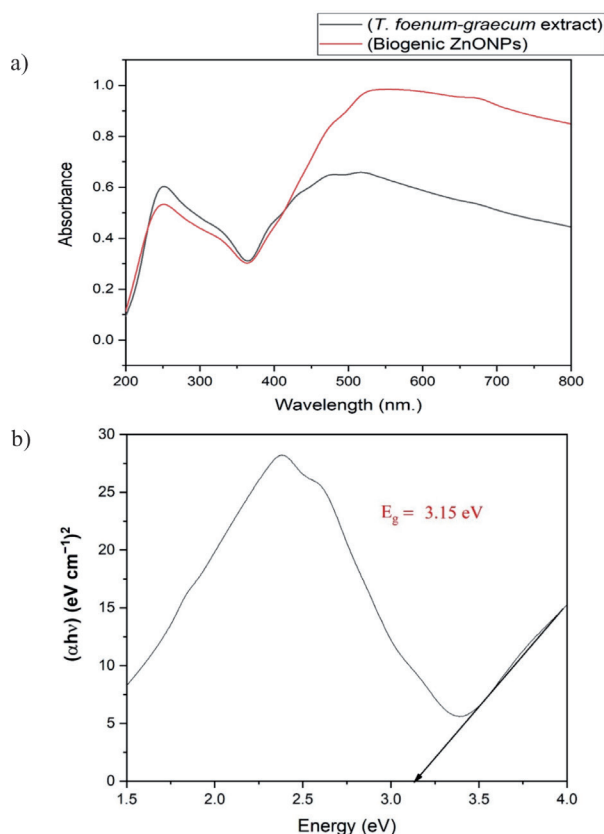 (T. foenum-graecum extract)
(Biogenic ZnONPs)
a)
1.0
0.8
0.6
0.4
0.2
0.0
Absorbance
200 300 400 500 600 700 800
Wavelength (nm.)
b)
30
25
20
15
10
5
0
(αhν) (eV cm⁻¹)²
E_g = 3.15 eV
1.5 2.0 2.5 3.0 3.5 4.0
Energy (eV)